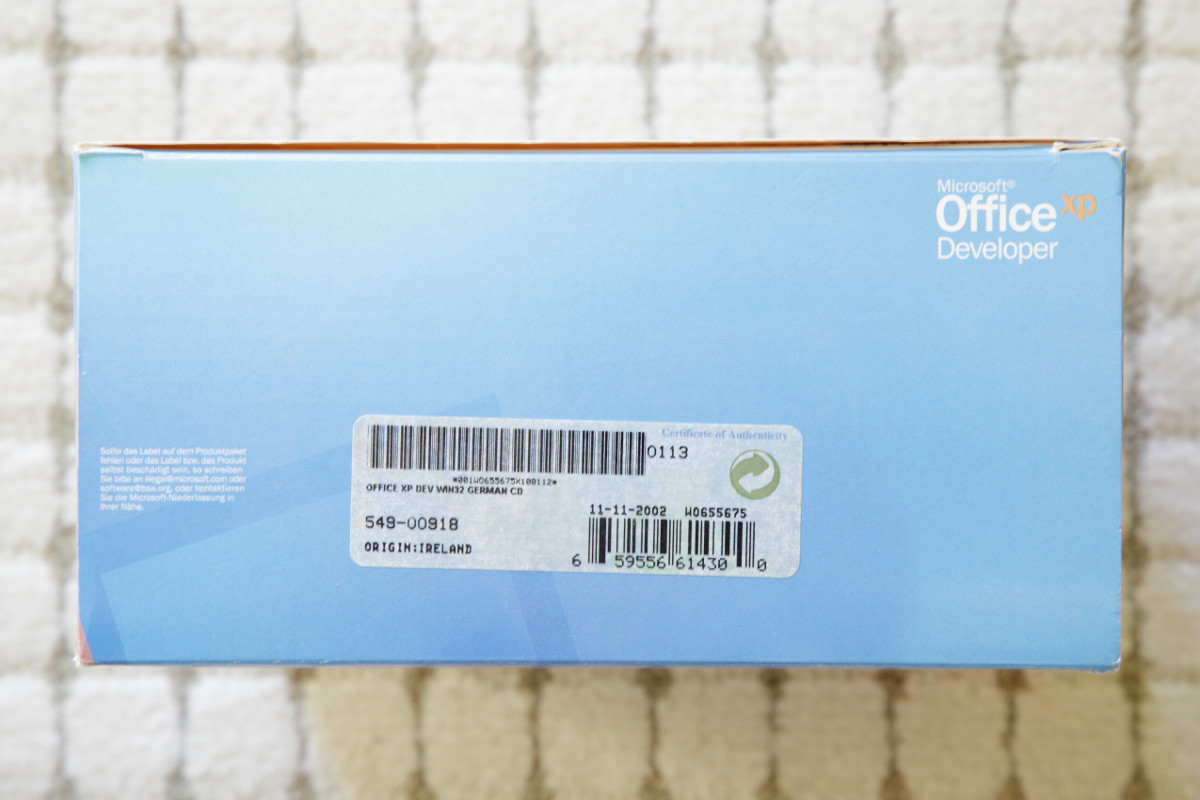 Microsoft®
Office xp
Developer
Sollte das Label auf dem Produktpaket
fehlen oder das Label bzw. das Produkt
selbst beschädigt sein, so schreiben
Sie bitte an illegal@microsoft.com oder
software@bsa.org, oder kontaktieren
Sie die Microsoft-Niederlassung in
Ihrer Nähe.
Certificate of Authenticity
0113
*001W0655675X100112*
OFFICE XP DEV WIN32 GERMAN CD
549-00918
11-11-2002 W0655675
ORIGIN:IRELAND
6 59556 61430 0